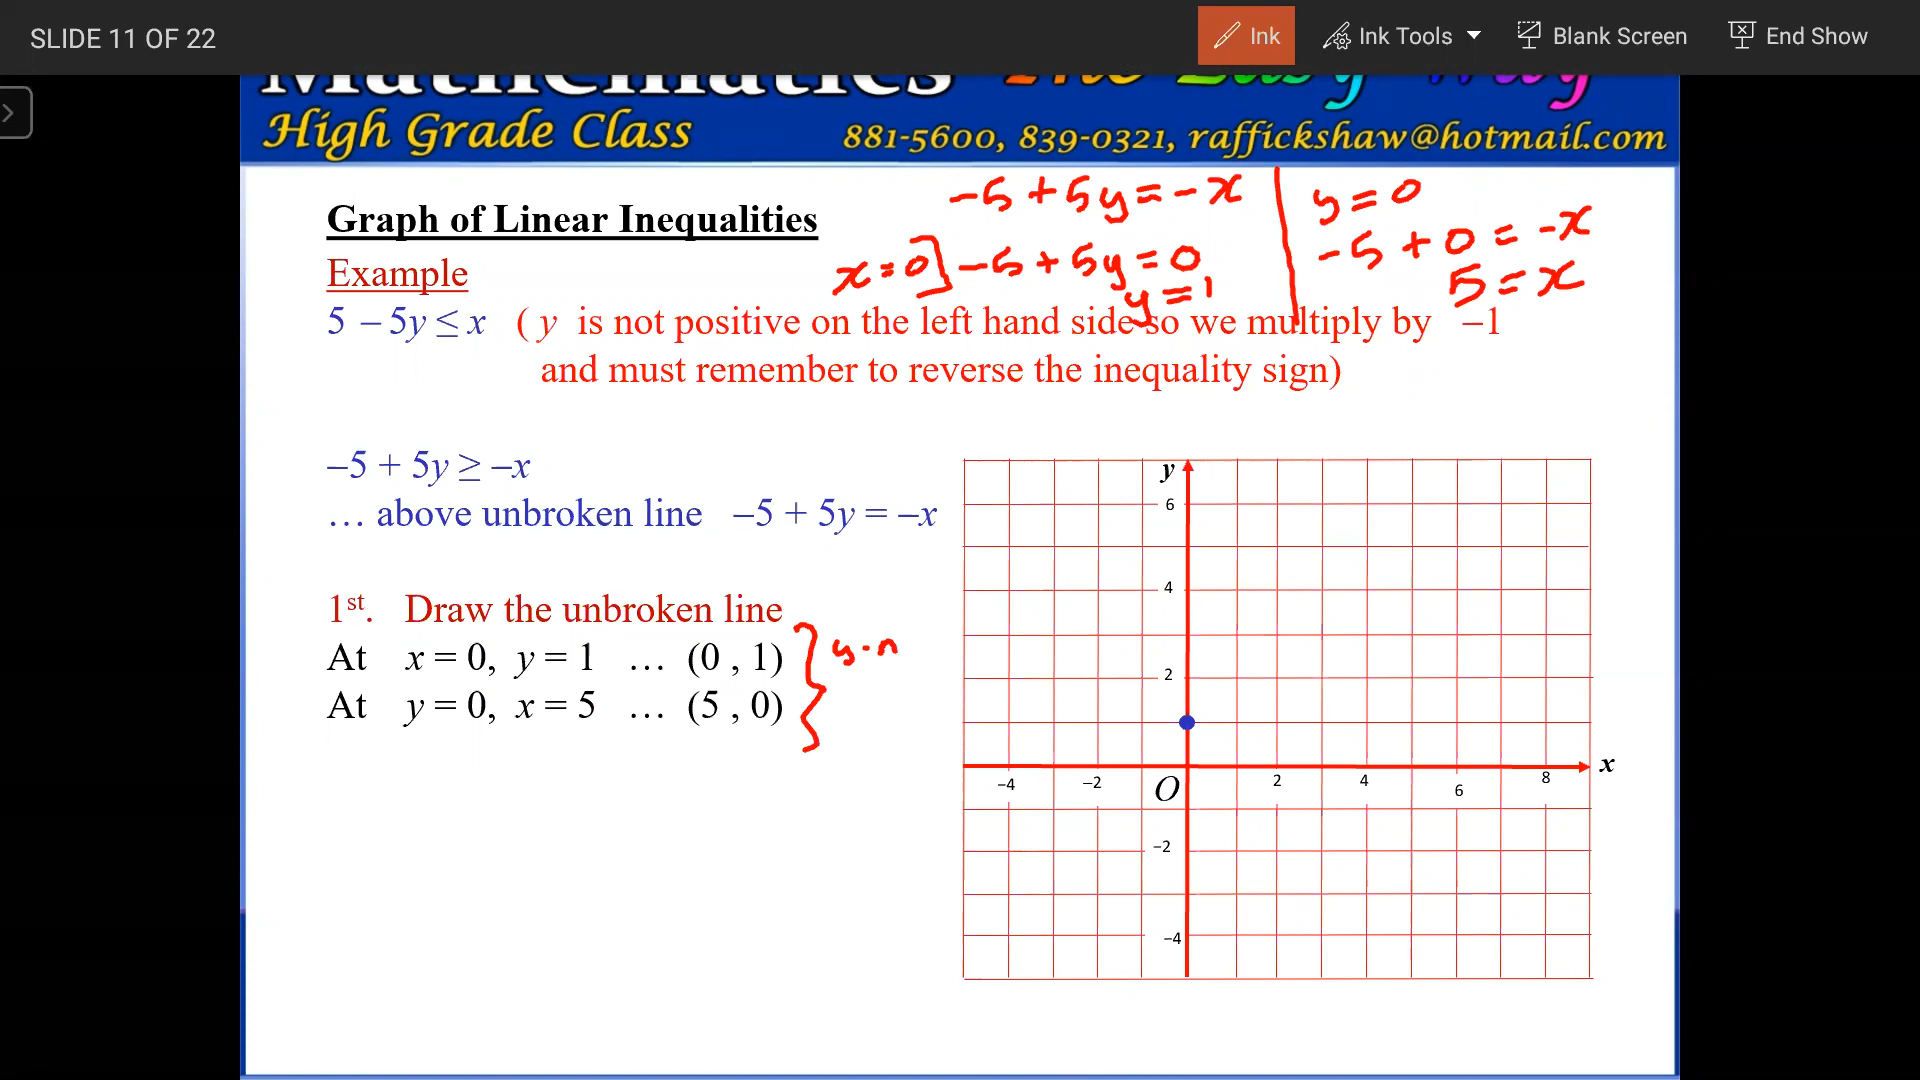 SLIDE 11 OF 22
Ink
Ink Tools
Blank Screen
End Show
Mathematics The Easy Way
High Grade Class
881-5600, 839-0321, raffickshaw@hotmail.com
Graph of Linear Inequalities
-5 + 5y = -x
y = 0
Example
x = 0] -5 + 5y = 0
-5 + 0 = -x
y = 1
5 = x
5 – 5y ≤ x ( y is not positive on the left hand side so we multiply by –1
and must remember to reverse the inequality sign)
–5 + 5y ≥ –x
… above unbroken line –5 + 5y = –x
1st. Draw the unbroken line
At x = 0, y = 1 … (0 , 1)
At y = 0, x = 5 … (5 , 0)
y
6
4
2
x
–4
–2
O
2
4
6
8
–2
–4